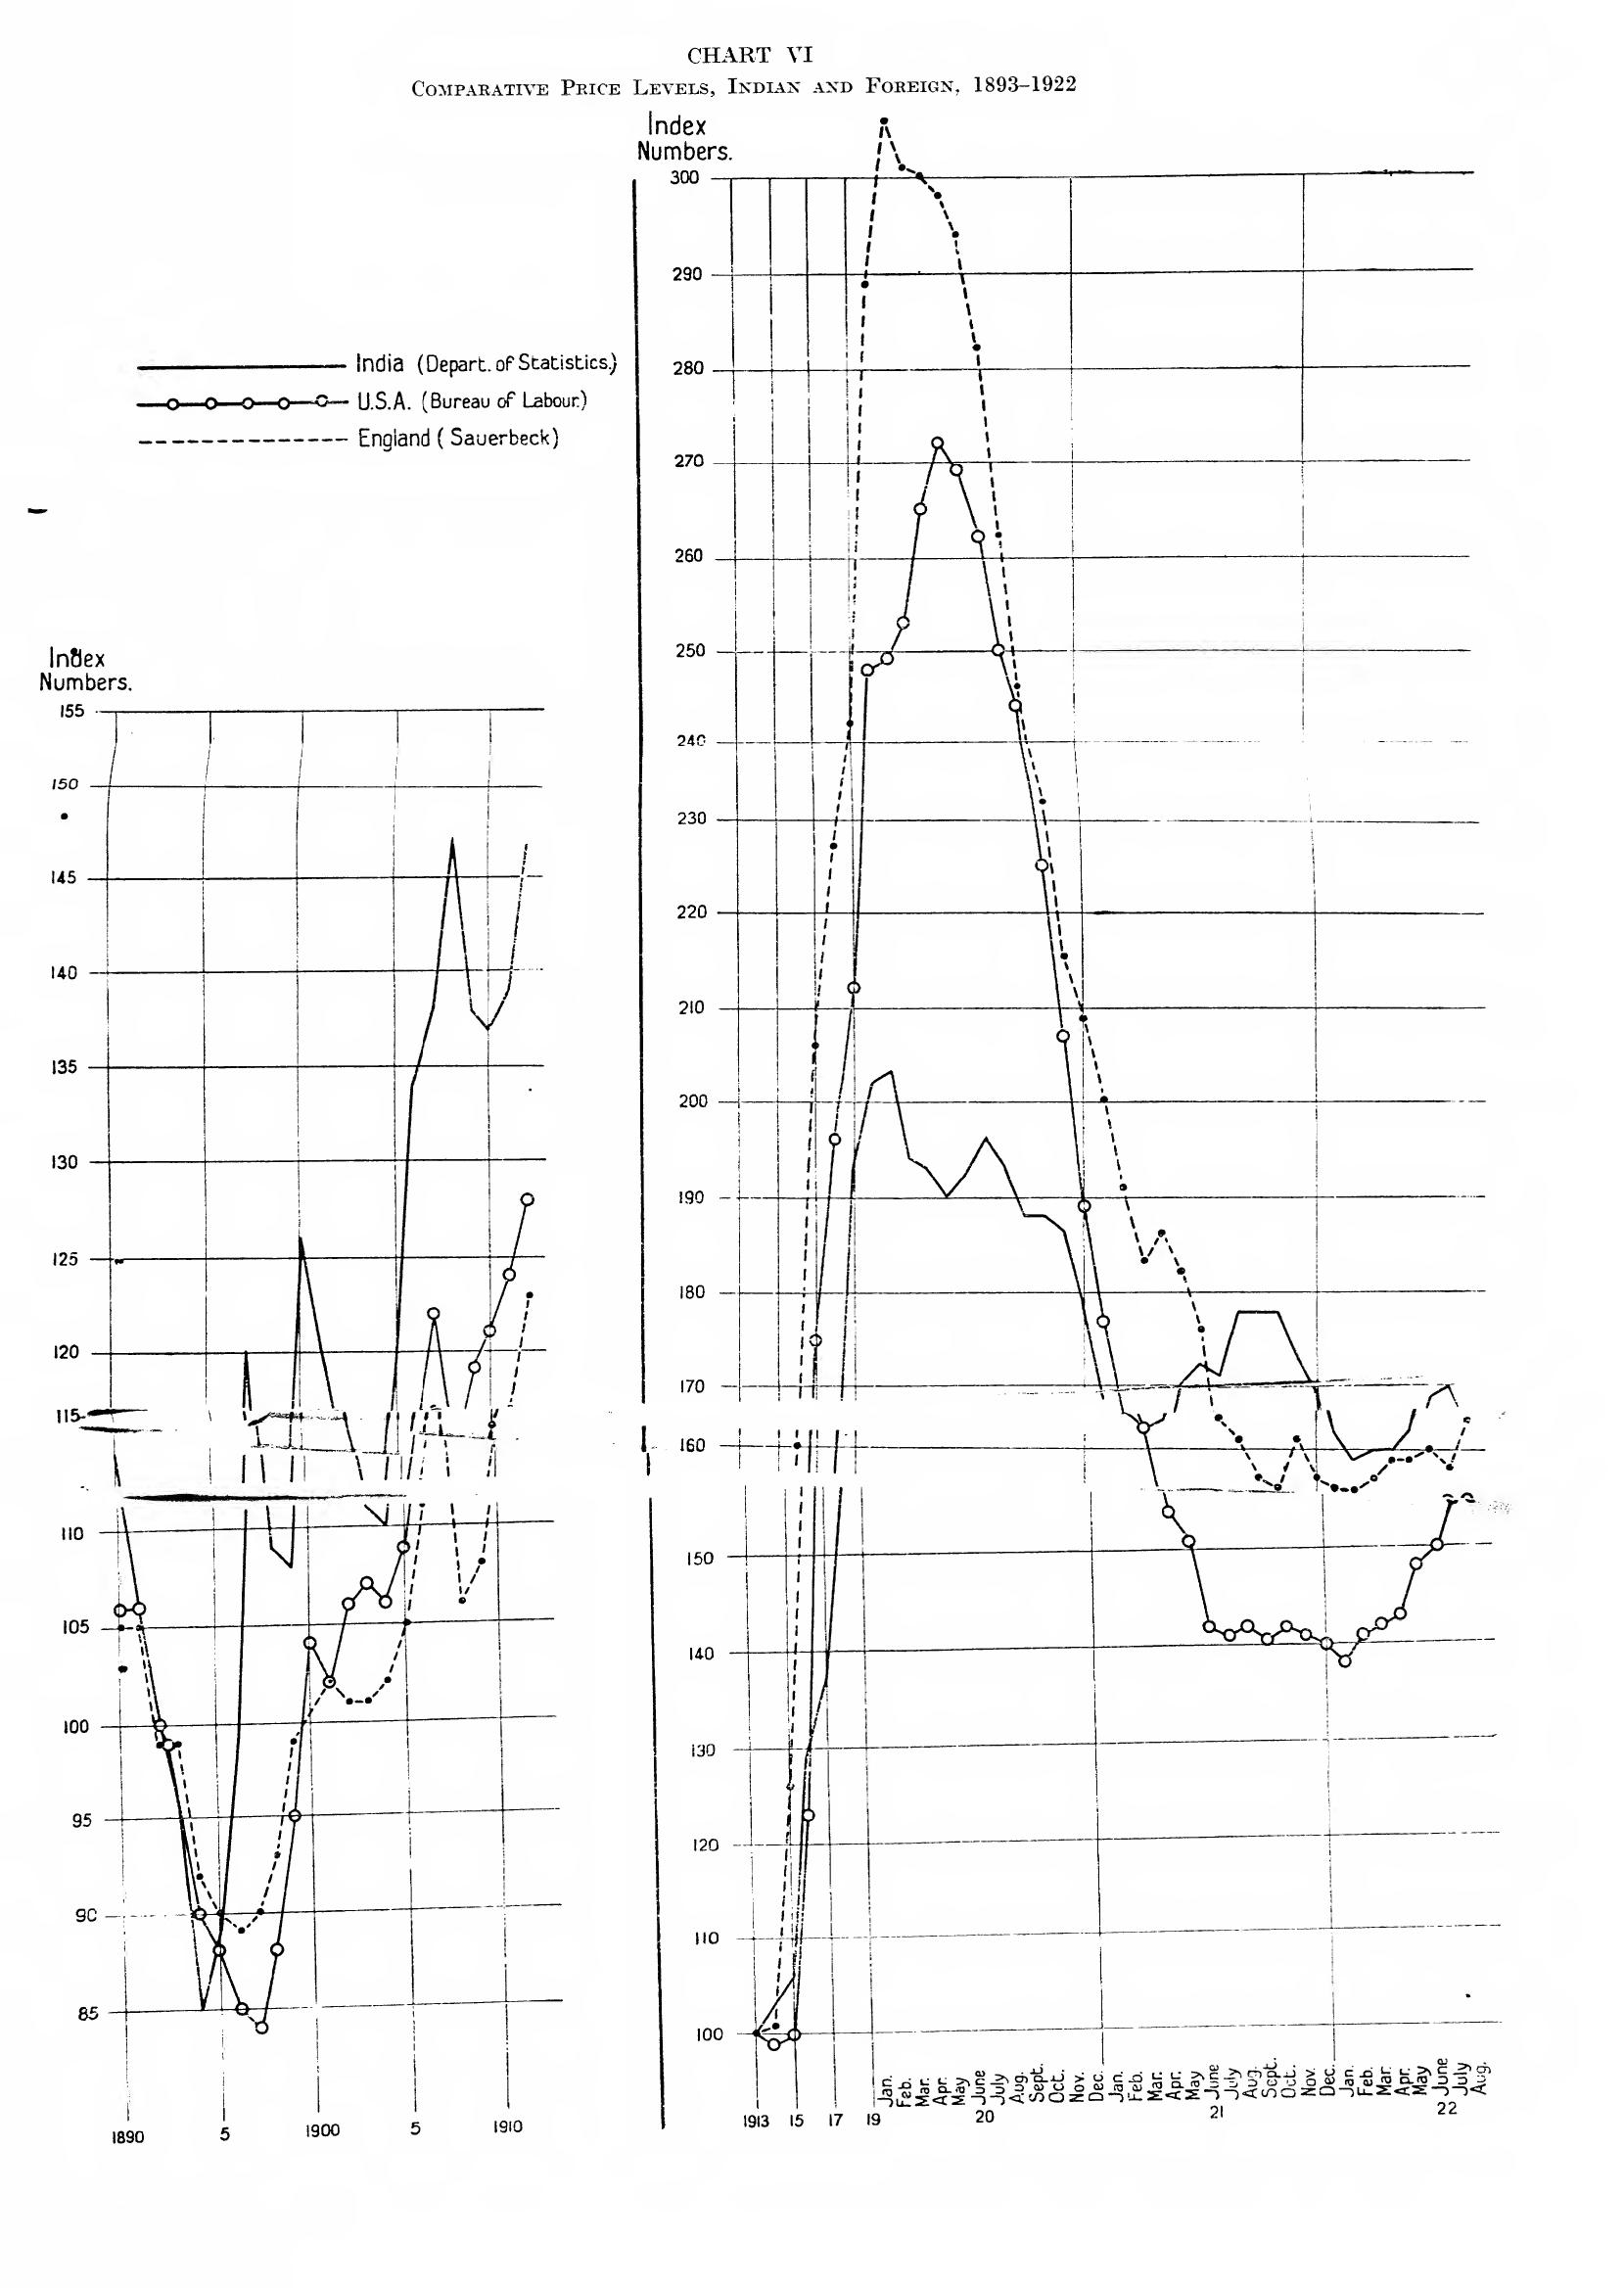 CHART VI
COMPARATIVE PRICE LEVELS, INDIAN AND FOREIGN, 1893–1922
India (Depart. of Statistics.)
U.S.A. (Bureau of Labour.)
England (Sauerbeck)
Index
Numbers.
155
150
145
140
135
130
125
120
115
110
105
100
95
90
85
1890
5
1900
5
1910
Index
Numbers.
300
290
280
270
260
250
240
230
220
210
200
190
180
170
160
150
140
130
120
110
100
1913
15
17
19
Jan.
Feb.
Mar.
Apr.
May
June
July
Aug.
Sept.
Oct.
Nov.
Dec.
20
Jan.
Feb.
Mar.
Apr.
May
June
July
Aug.
Sept.
Oct.
Nov.
Dec.
21
Jan.
Feb.
Mar.
Apr.
May
June
July
Aug.
22